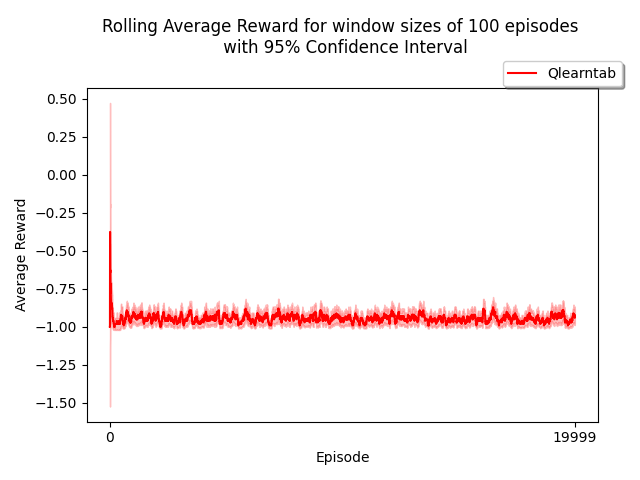 Rolling Average Reward for window sizes of 100 episodes
with 95% Confidence Interval
Qlearntab
0.50
0.25
0.00
−0.25
−0.50
−0.75
−1.00
−1.25
−1.50
Average Reward
0
19999
Episode